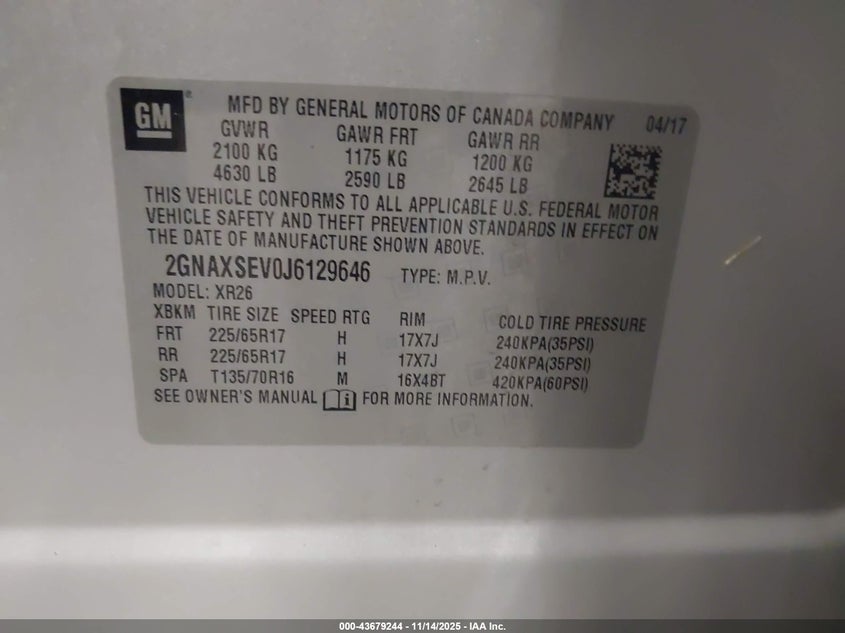 GM ® MFD BY GENERAL MOTORS OF CANADA COMPANY 04/17
GVWR GAWR FRT GAWR RR
2100 KG 1175 KG 1200 KG
4630 LB 2590 LB 2645 LB
THIS VEHICLE CONFORMS TO ALL APPLICABLE U.S. FEDERAL MOTOR
VEHICLE SAFETY AND THEFT PREVENTION STANDARDS IN EFFECT ON
THE DATE OF MANUFACTURE SHOWN ABOVE.
2GNAXSEV0J6129646 TYPE: M.P.V.
MODEL: XR26
XBKM TIRE SIZE SPEED RTG RIM COLD TIRE PRESSURE
FRT 225/65R17 H 17X7J 240KPA(35PSI)
RR 225/65R17 H 17X7J 240KPA(35PSI)
SPA T135/70R16 M 16X4BT 420KPA(60PSI)
SEE OWNER'S MANUAL i FOR MORE INFORMATION.
000-43679244 - 11/14/2025 - IAA Inc.